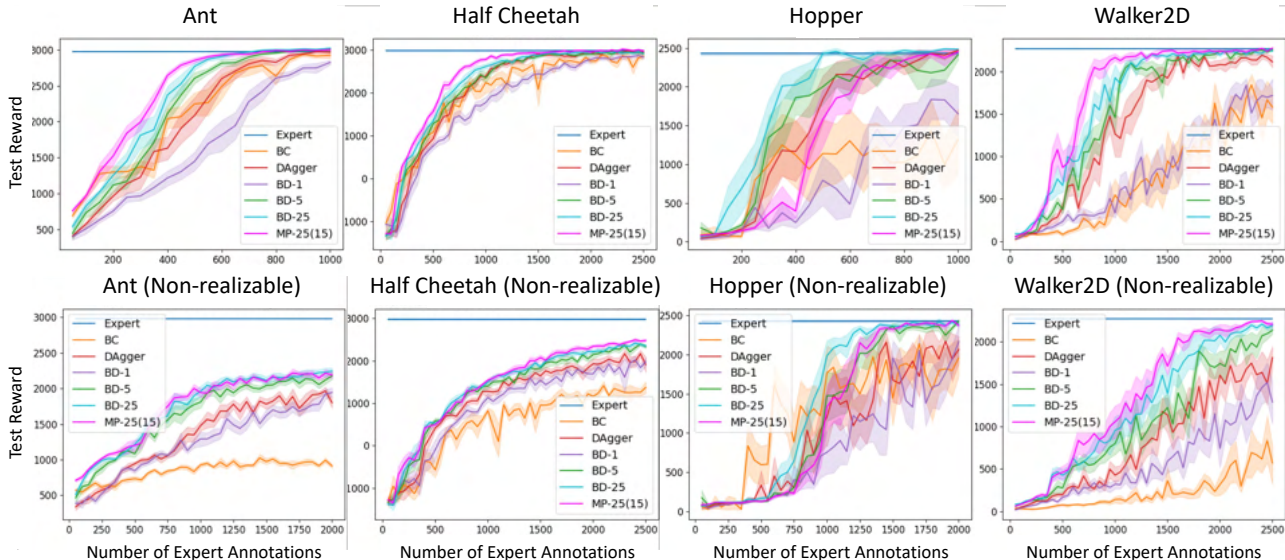 Ant
Half Cheetah
Hopper
Walker2D
Test Reward
3000
2500
2000
1500
1000
500
200
400
600
800
1000
Expert
BC
DAgger
BD-1
BD-5
BD-25
MP-25(15)
3000
2000
1000
0
1000
0
500
1000
1500
2000
2500
Expert
BC
DAgger
BD-1
BD-5
BD-25
MP-25(15)
2500
2000
1500
1000
500
0
200
400
600
800
1000
Expert
BC
DAgger
BD-1
BD-5
BD-25
MP-25(15)
2000
1500
1000
500
0
0
500
1000
1500
2000
2500
Expert
BC
DAgger
BD-1
BD-5
BD-25
MP-25(15)
Ant (Non-realizable)
Half Cheetah (Non-realizable)
Hopper (Non-realizable)
Walker2D (Non-realizable)
Test Reward
3000
2500
2000
1500
1000
500
0
250
500
750
1000
1250
1500
1750
2000
Expert
BC
DAgger
BD-1
BD-5
BD-25
MP-25(15)
3000
2000
1000
0
1000
0
500
1000
1500
2000
2500
Expert
BC
DAgger
BD-1
BD-5
BD-25
MP-25(15)
2500
2000
1500
1000
500
0
250
500
750
1000
1250
1500
1750
2000
Expert
BC
DAgger
BD-1
BD-5
BD-25
MP-25(15)
2000
1500
1000
500
0
0
500
1000
1500
2000
2500
Expert
BC
DAgger
BD-1
BD-5
BD-25
MP-25(15)
Number of Expert Annotations
Number of Expert Annotations
Number of Expert Annotations
Number of Expert Annotations